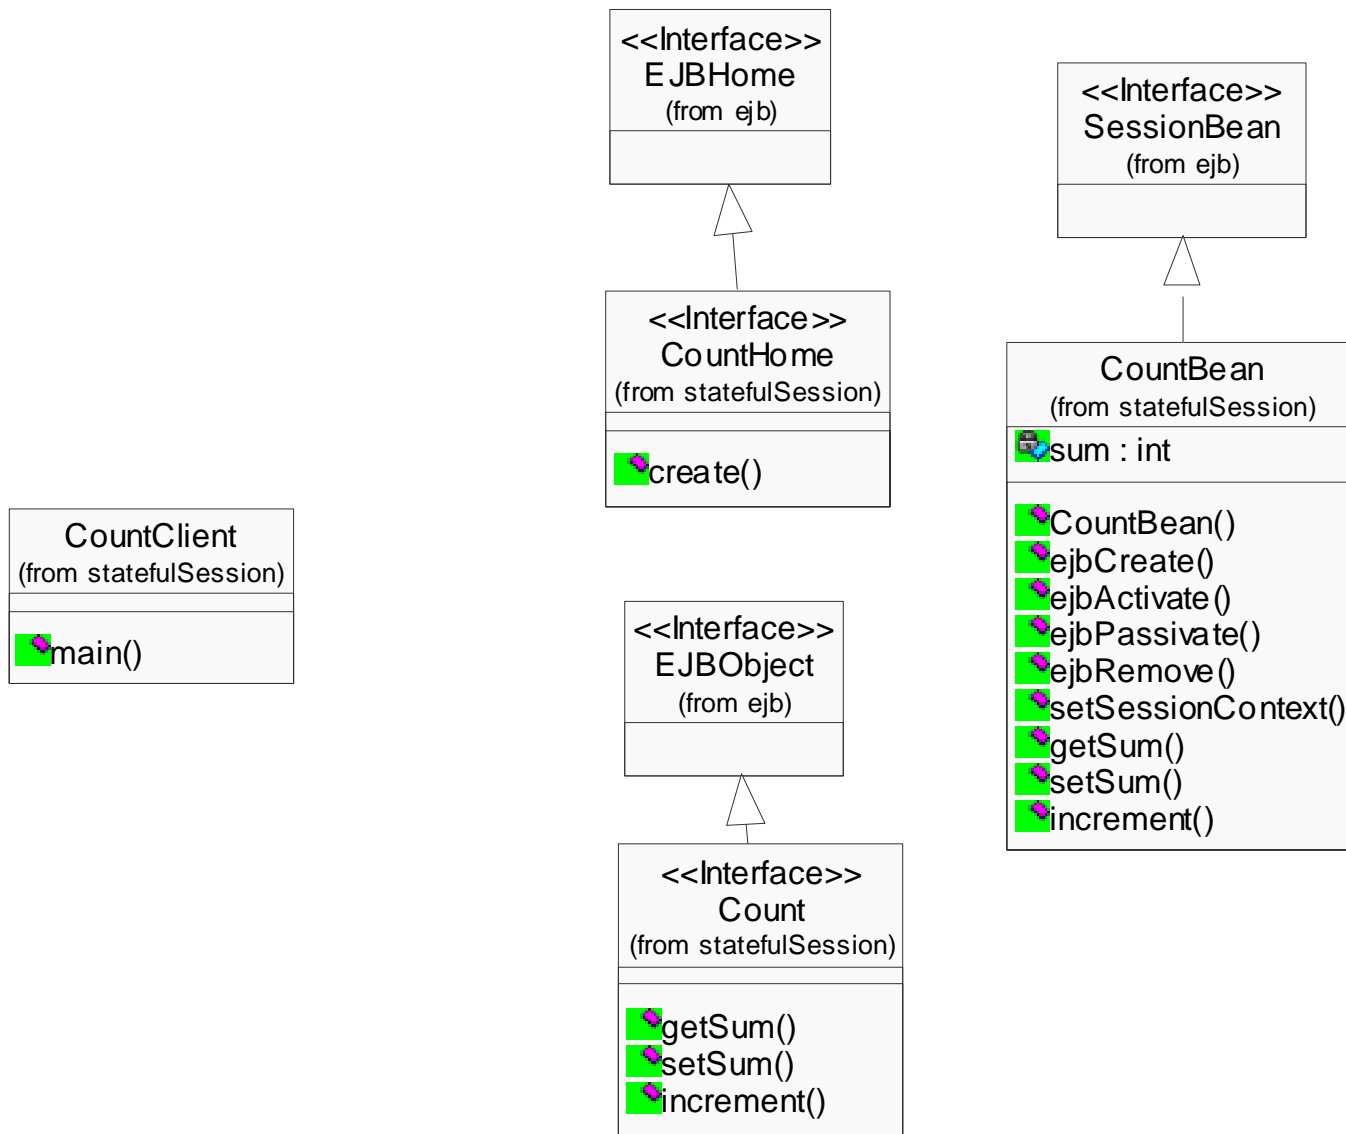 <<Interface>>
EJBHome
(from ejb)
<<Interface>>
SessionBean
(from ejb)
<<Interface>>
CountHome
(from statefulSession)
create()
CountBean
(from statefulSession)
sum : int
CountBean()
ejbCreate()
ejbActivate()
ejbPassivate()
ejbRemove()
setSessionContext()
getSum()
setSum()
increment()
CountClient
(from statefulSession)
main()
<<Interface>>
EJBObject
(from ejb)
<<Interface>>
Count
(from statefulSession)
getSum()
setSum()
increment()